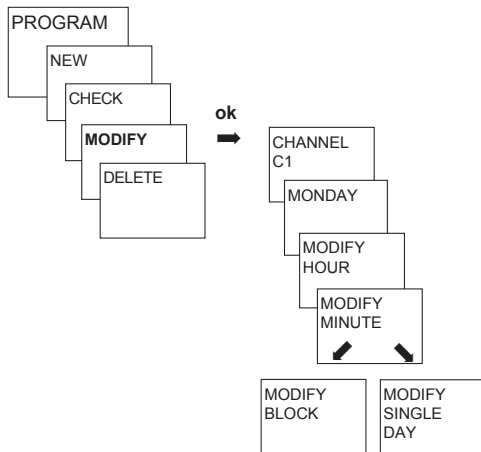 PROGRAM
NEW
CHECK
MODIFY
DELETE
ok
CHANNEL
C1
MONDAY
MODIFY
HOUR
MODIFY
MINUTE
MODIFY
BLOCK
MODIFY
SINGLE
DAY